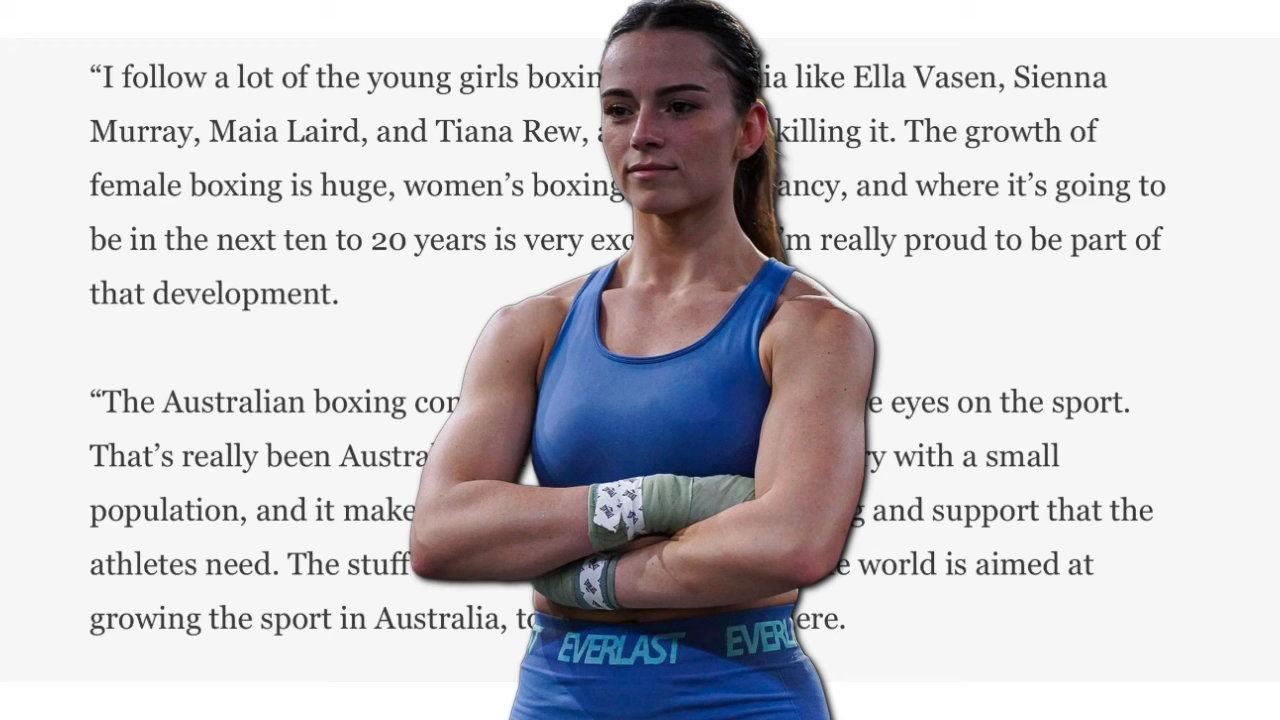 “I follow a lot of the young girls boxin ia like Ella Vasen, Sienna
Murray, Maia Laird, and Tiana Rew, a killing it. The growth of
female boxing is huge, women’s boxing ancy, and where it’s going to
be in the next ten to 20 years is very exc ’m really proud to be part of
that development.
“The Australian boxing co e eyes on the sport.
That’s really been Austra ry with a small
population, and it make g and support that the
athletes need. The stuff e world is aimed at
growing the sport in Australia, to ere.
EVERLAST EVERL